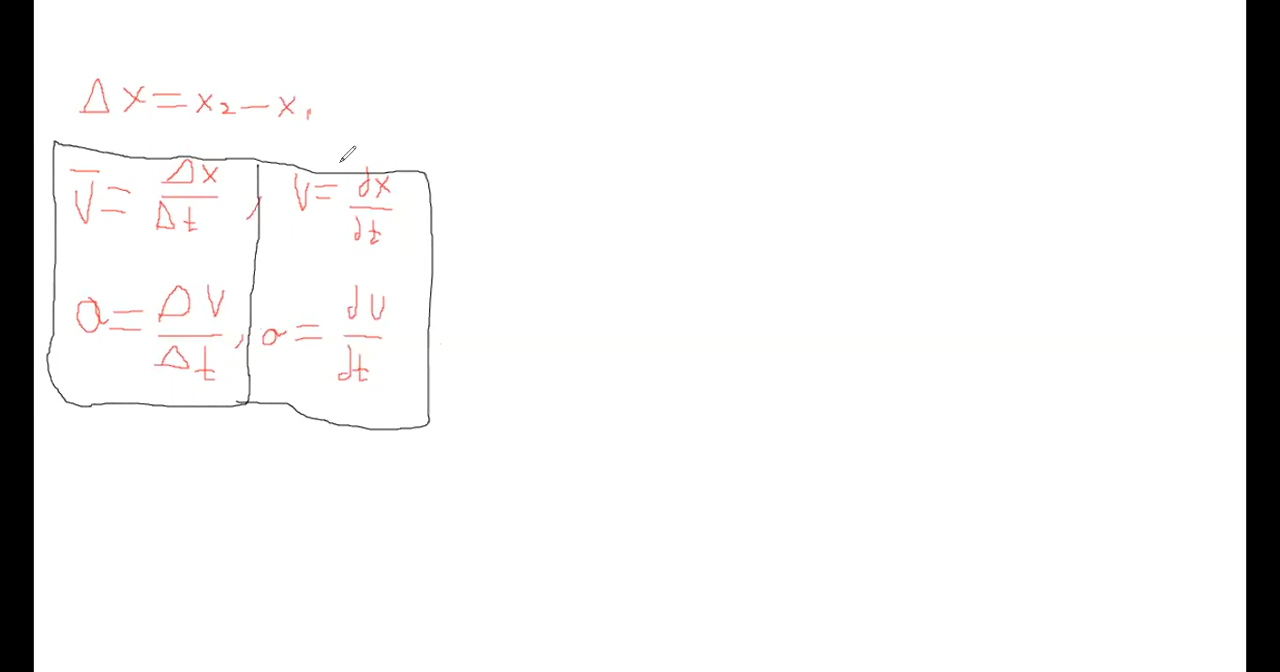 Δx = x₂ − x₁
V̅ = Δx/Δt , V = dx/dt
a = ΔV/Δt , a = dv/dt